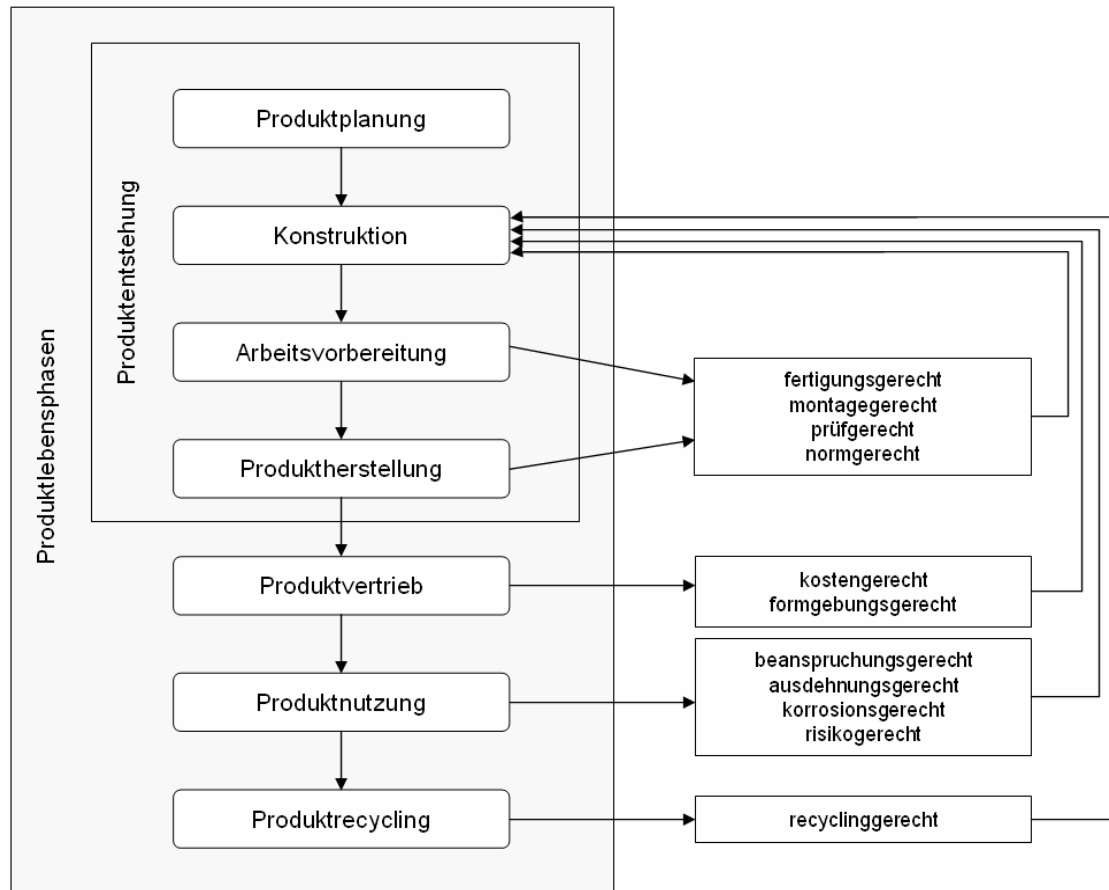 Produktlebensphasen
Produktentstehung
Produktplanung
Konstruktion
Arbeitsvorbereitung
Produktherstellung
Produktvertrieb
Produktnutzung
Produktrecycling
fertigungsgerecht
montagegerecht
prüfgerecht
normgerecht
kostengerecht
formgebungsgerecht
beanspruchungsgerecht
ausdehnungsgerecht
korrosionsgerecht
risikogerecht
recyclinggerecht